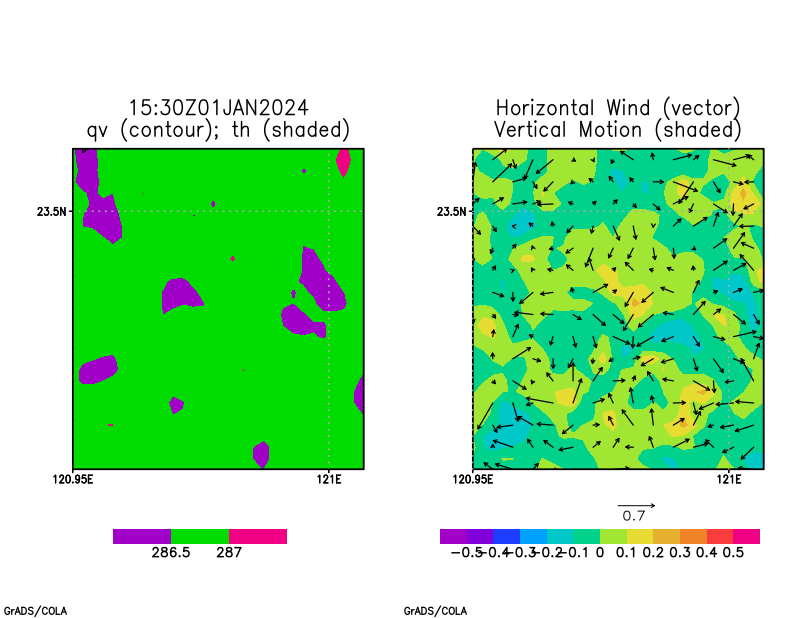 15:30Z01JAN2024
qv (contour); th (shaded)
23.5N
120.95E 121E
286.5 287
Horizontal Wind (vector)
Vertical Motion (shaded)
23.5N
120.95E 121E
0.7
-0.5 -0.4 -0.3 -0.2 -0.1 0 0.1 0.2 0.3 0.4 0.5
GrADS/COLA
GrADS/COLA